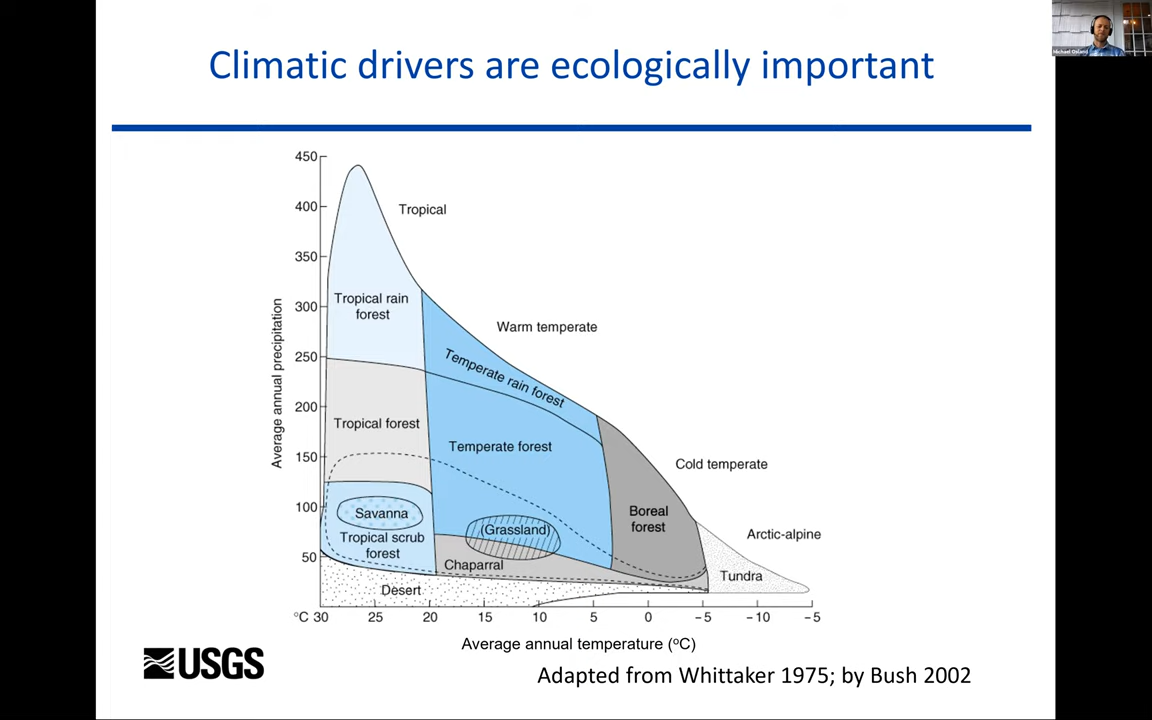 Climatic drivers are ecologically important
Michael Osland
450
400
350
300
250
200
150
100
50
Average annual precipitation
Tropical
Tropical rain
forest
Warm temperate
Temperate rain forest
Tropical forest
Temperate forest
Cold temperate
Savanna
(Grassland)
Boreal
forest
Tropical scrub
forest
Arctic-alpine
Chaparral
Tundra
Desert
°C 30 25 20 15 10 5 0 −5 −10 −5
Average annual temperature (°C)
USGS
Adapted from Whittaker 1975; by Bush 2002